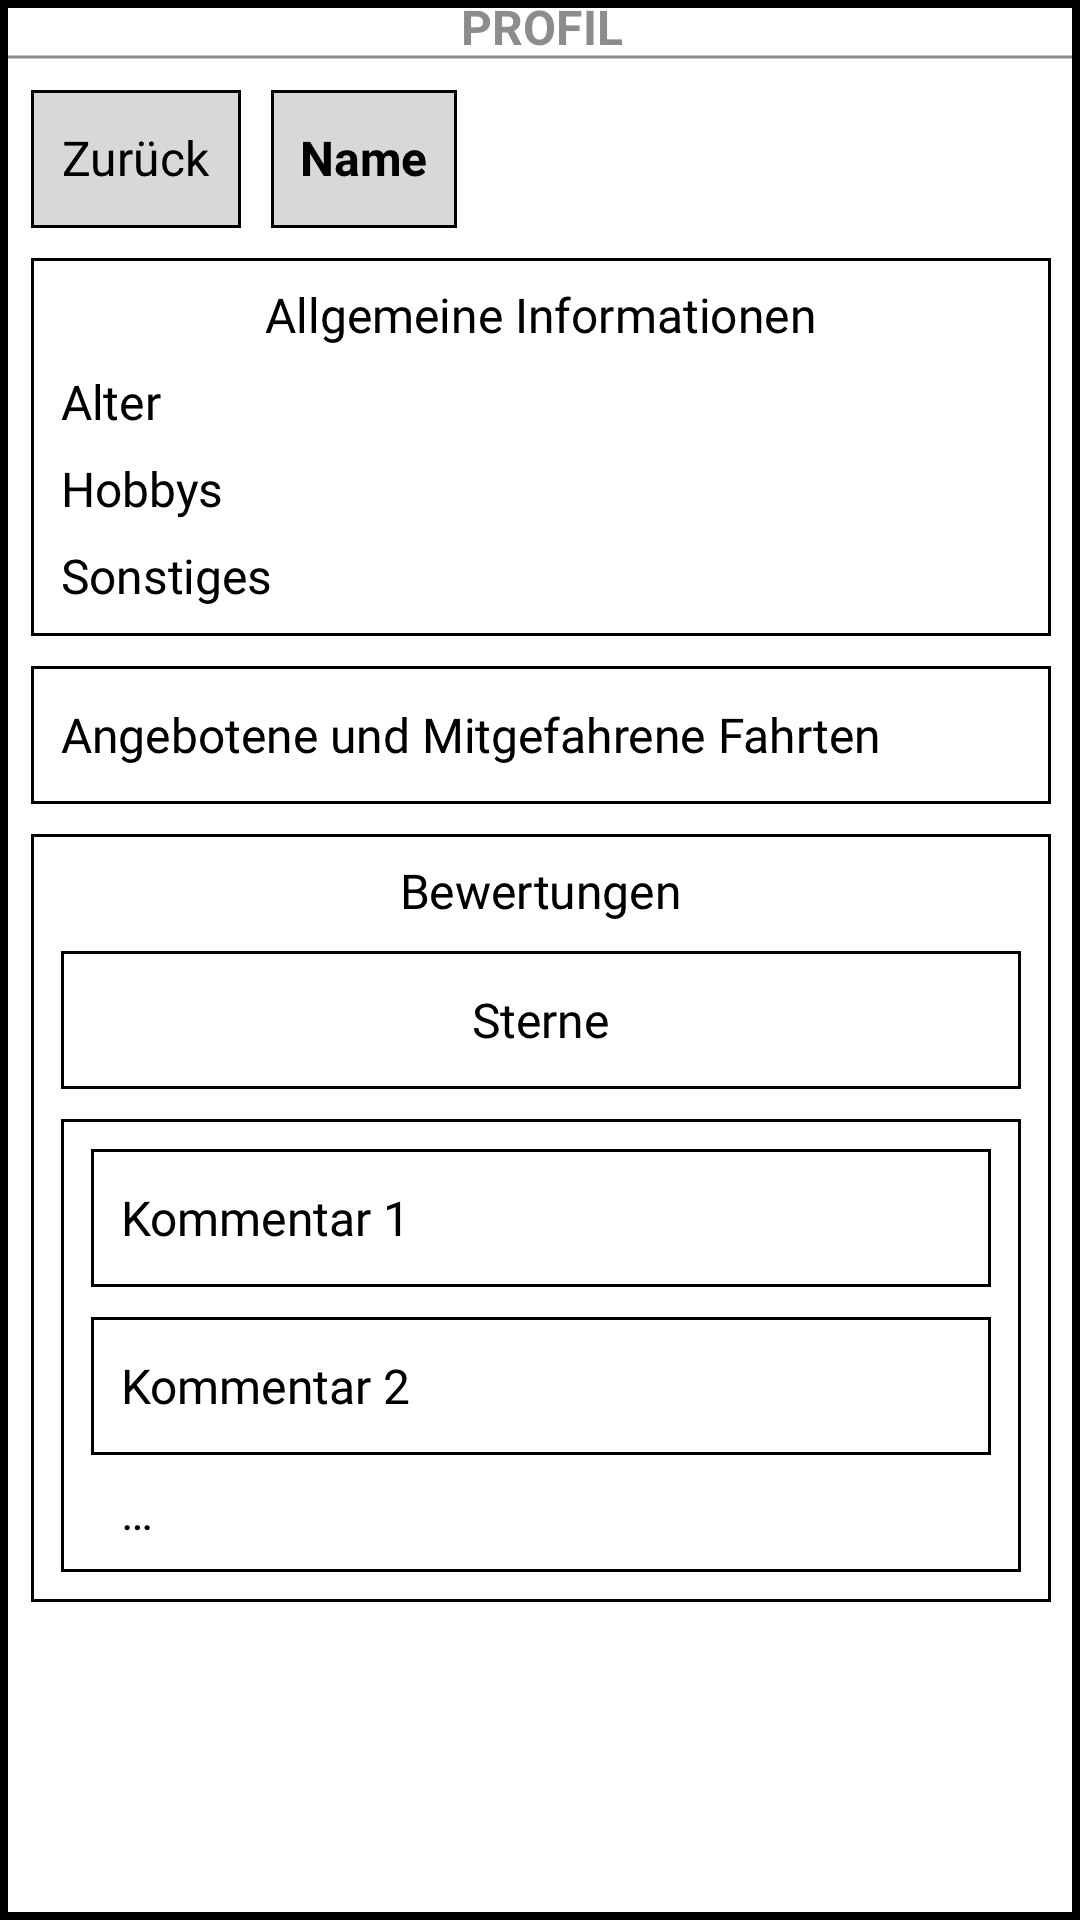 PROFIL
Zurück
Name
Allgemeine Informationen
Alter
Hobbys
Sonstiges
Angebotene und Mitgefahrene Fahrten
Bewertungen
Sterne
Kommentar 1
Kommentar 2
...